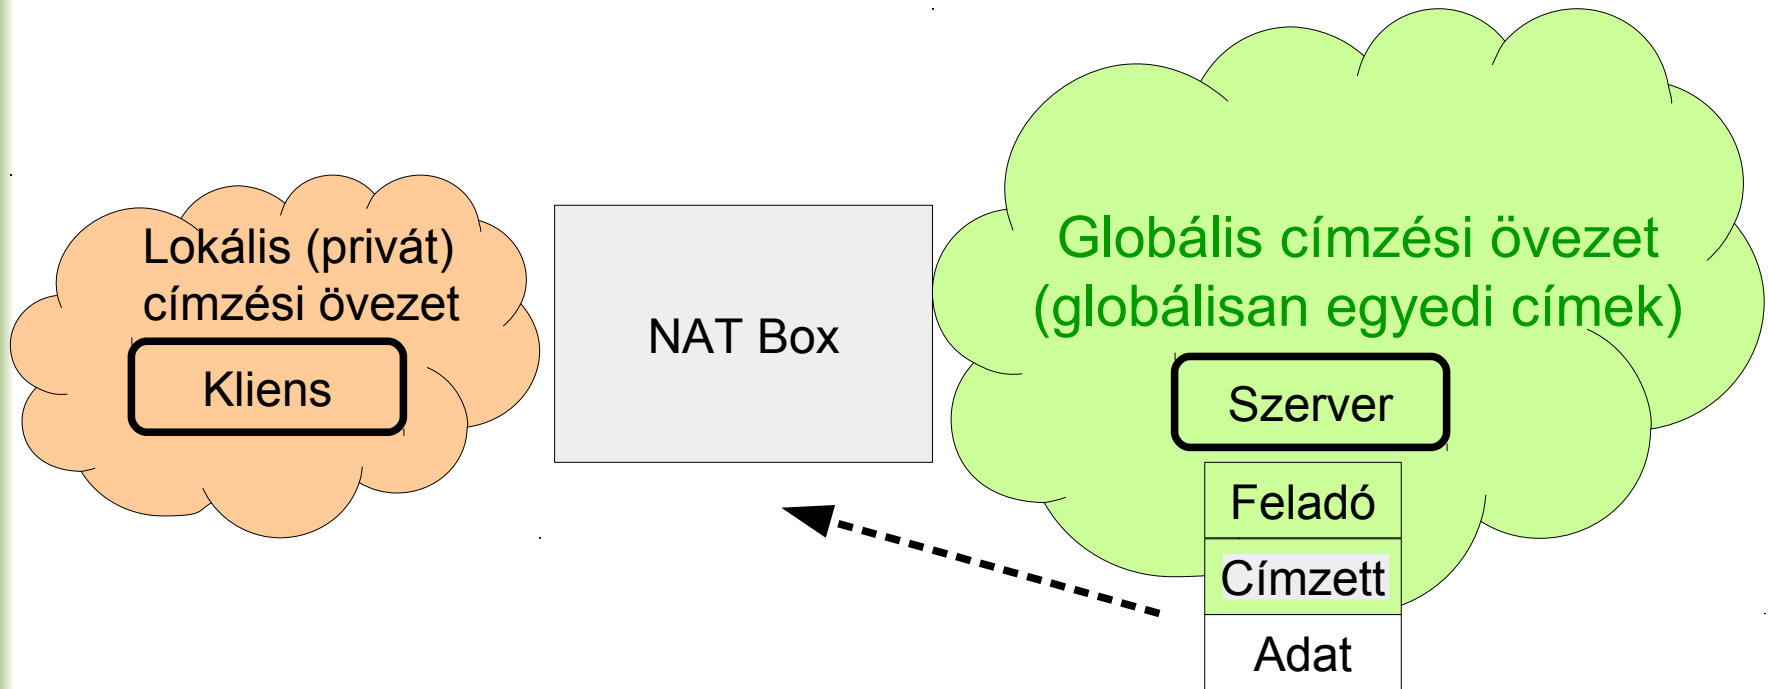 Lokális (privát)
címzési övezet
Kliens
NAT Box
Globális címzési övezet
(globálisan egyedi címek)
Szerver
Feladó
Címzett
Adat